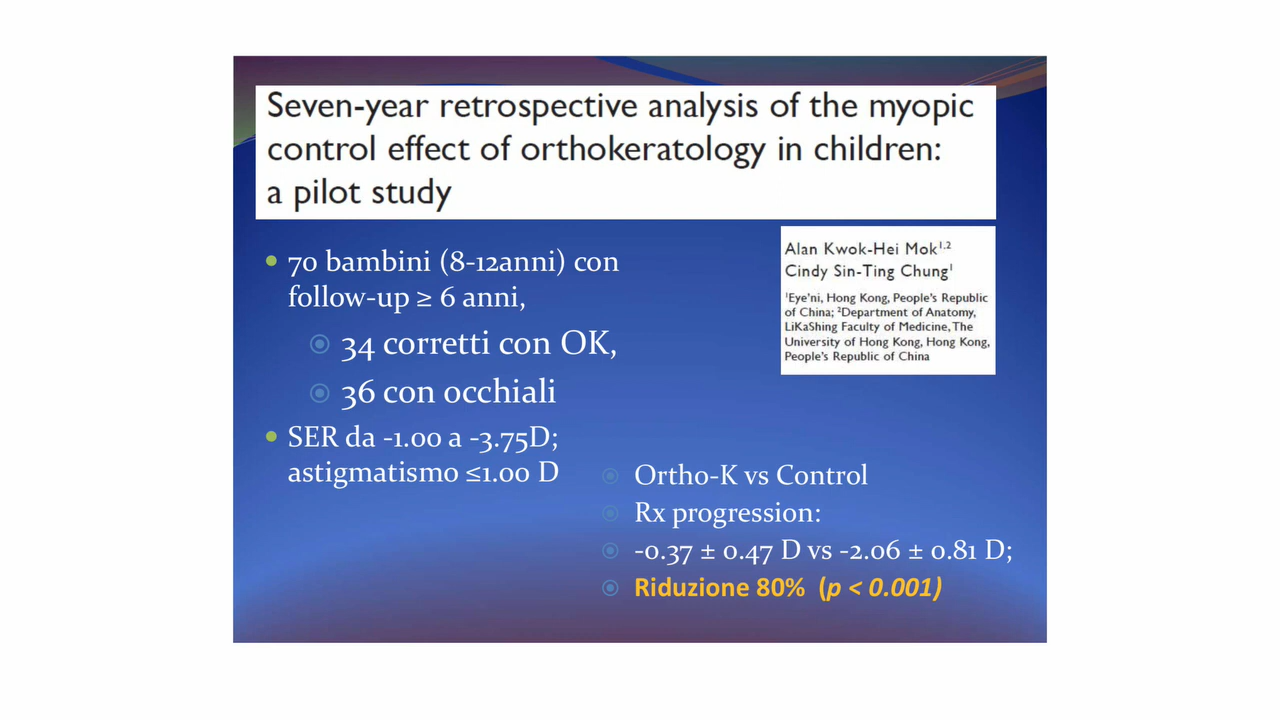 Seven-year retrospective analysis of the myopic
control effect of orthokeratology in children:
a pilot study
Alan Kwok-Hei Mok1,2
Cindy Sin-Ting Chung1
1Eye'ni, Hong Kong, People's Republic
of China; 2Department of Anatomy,
LiKaShing Faculty of Medicine, The
University of Hong Kong, Hong Kong,
People's Republic of China
70 bambini (8-12anni) con
follow-up ≥ 6 anni,
34 corretti con OK,
36 con occhiali
SER da -1.00 a -3.75D;
astigmatismo ≤1.00 D
Ortho-K vs Control
Rx progression:
-0.37 ± 0.47 D vs -2.06 ± 0.81 D;
Riduzione 80% (p < 0.001)